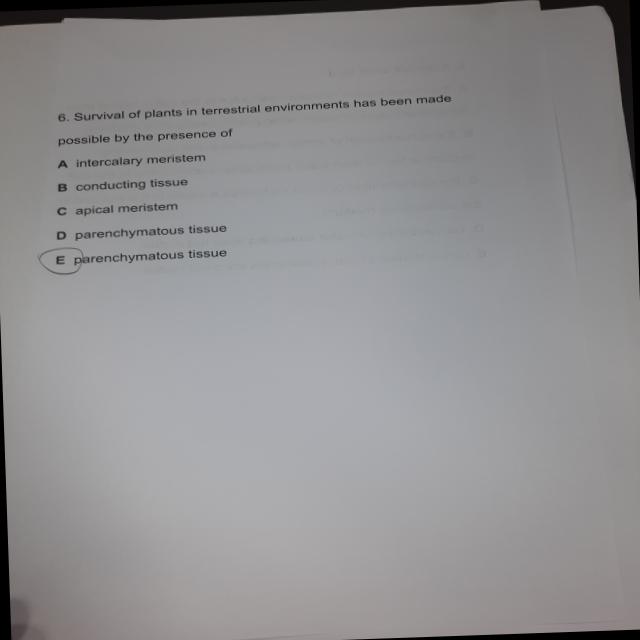 6. Survival of plants in terrestrial environments has been made
possible by the presence of
A intercalary meristem
B conducting tissue
C apical meristem
D parenchymatous tissue
E parenchymatous tissue